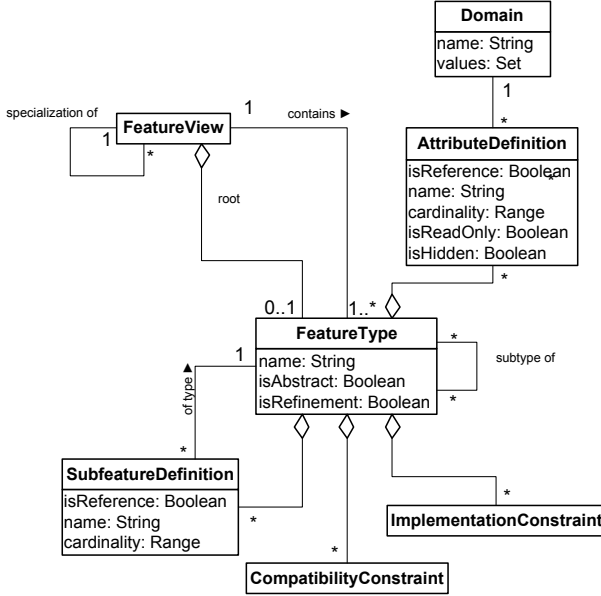 Domain
name: String
values: Set
1
*
specialization of
1
*
FeatureView
1
contains ►
AttributeDefinition
isReference: Boolean
*
name: String
cardinality: Range
isReadOnly: Boolean
isHidden: Boolean
*
root
0..1
1..*
FeatureType
name: String
isAbstract: Boolean
isRefinement: Boolean
*
*
subtype of
1
of type ►
*
SubfeatureDefinition
isReference: Boolean
name: String
cardinality: Range
*
*
CompatibilityConstraint
*
ImplementationConstraint